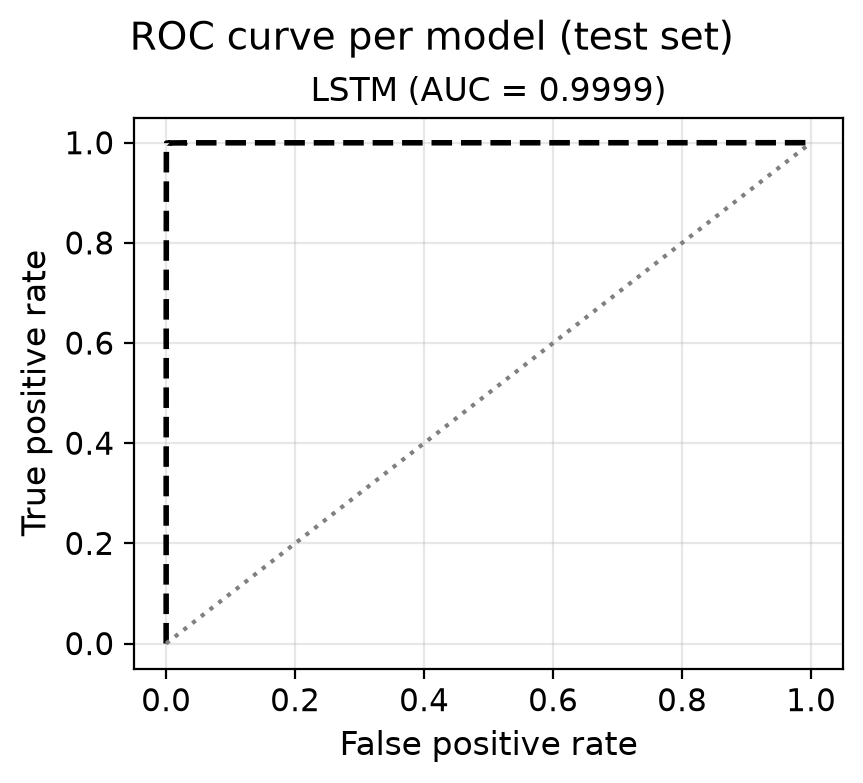 ROC curve per model (test set)
LSTM (AUC = 0.9999)
True positive rate
1.0
0.8
0.6
0.4
0.2
0.0
0.0 0.2 0.4 0.6 0.8 1.0
False positive rate